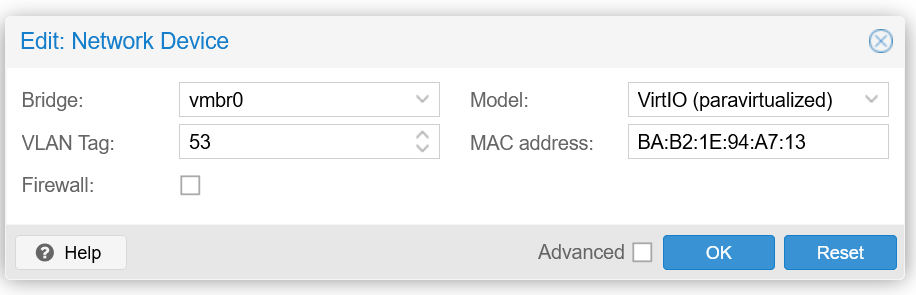 Edit: Network Device
Bridge: vmbr0 Model: VirtIO (paravirtualized)
VLAN Tag: 53 MAC address: BA:B2:1E:94:A7:13
Firewall:
? Help Advanced OK Reset